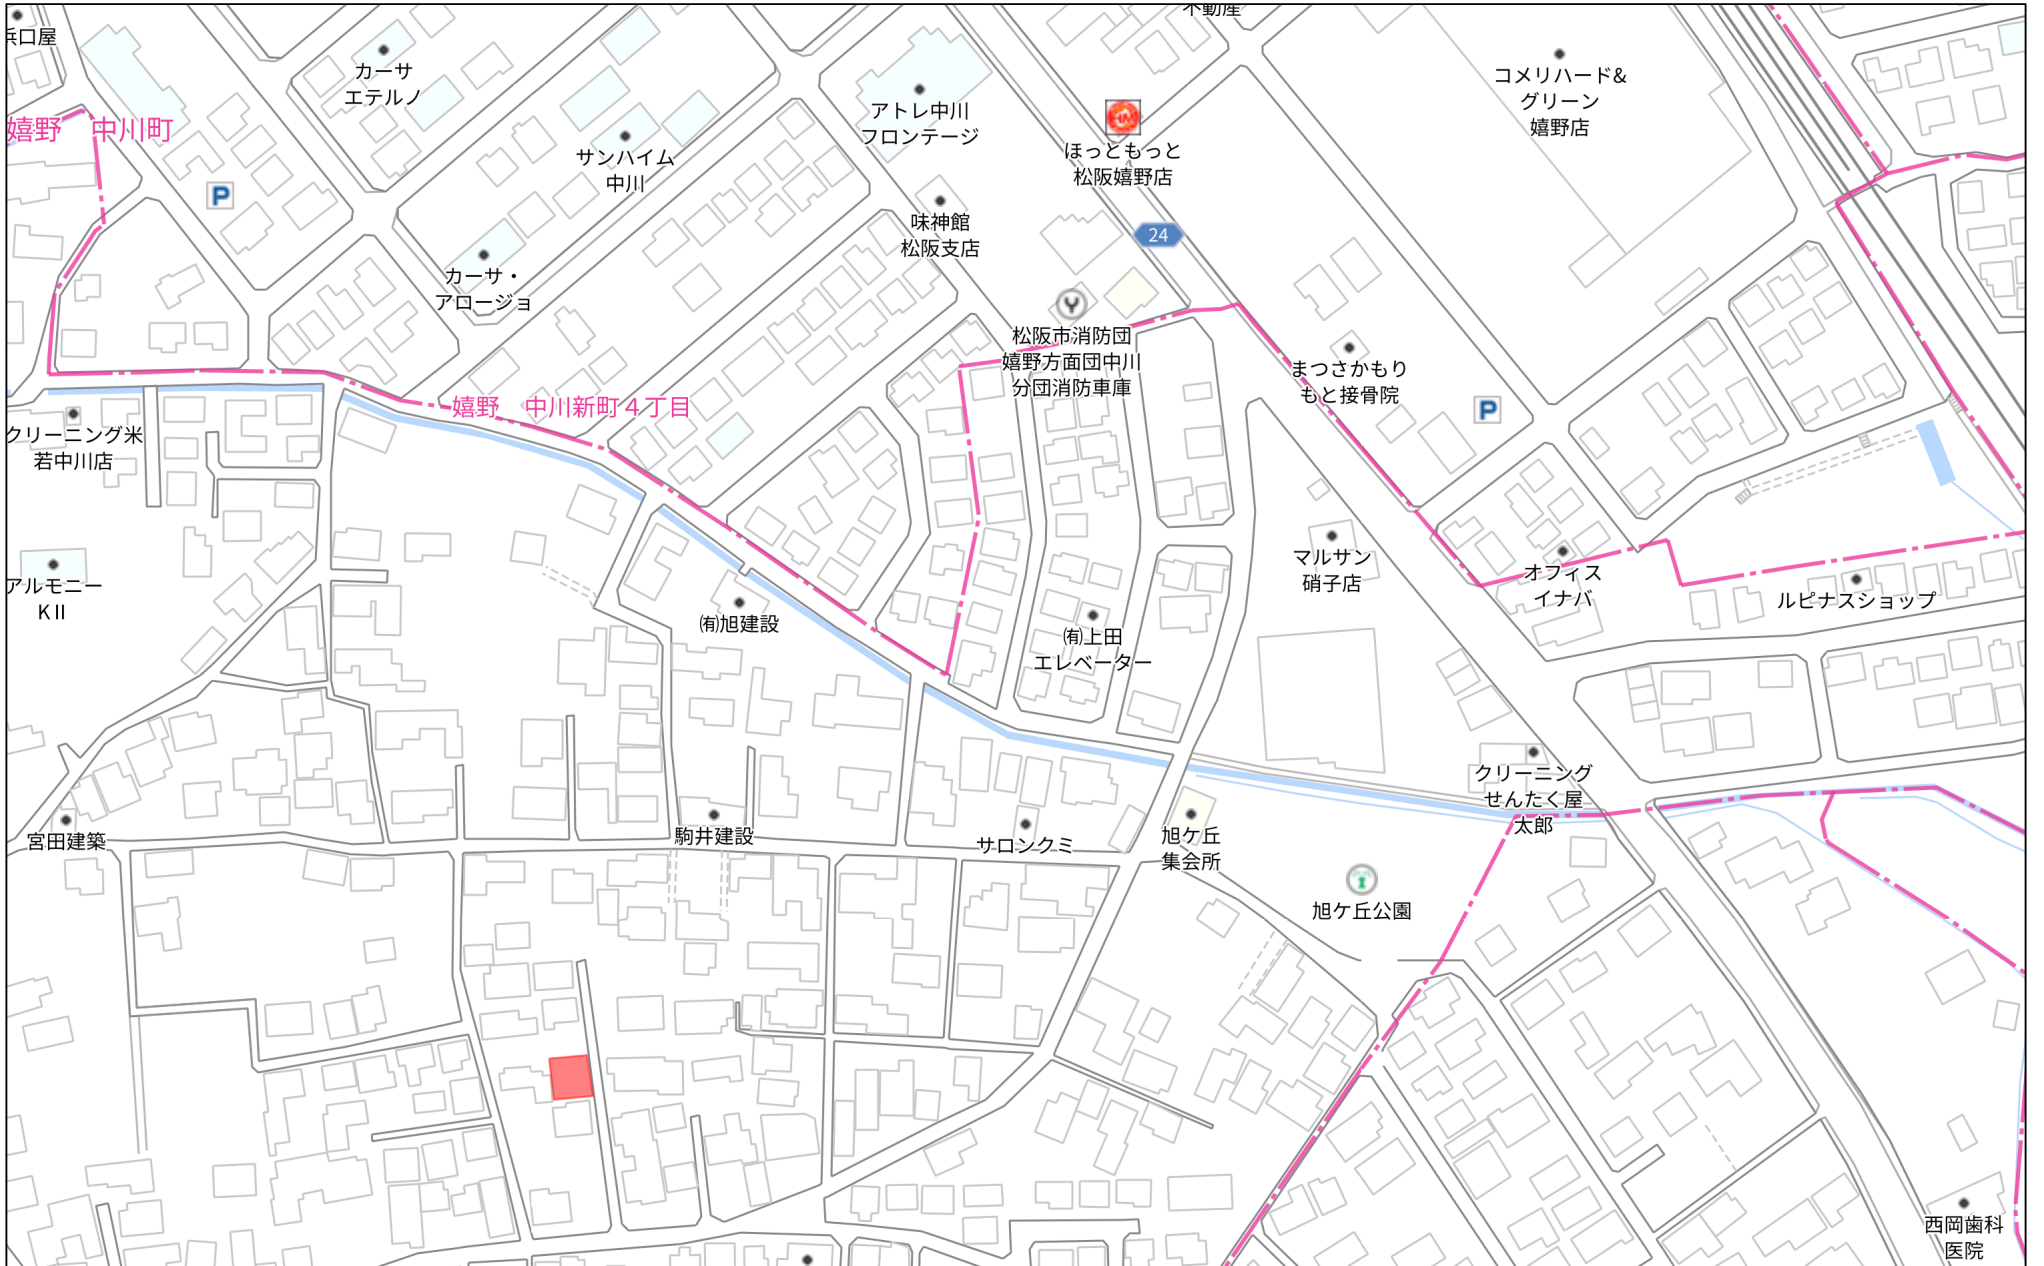 不動産
浜口屋
カーサ
エテルノ
コメリハード&
グリーン
嬉野店
アトレ中川
フロンテージ
HM
嬉野　中川町
サンハイム
中川
ほっともっと
松阪嬉野店
P
味神館
松阪支店
24
カーサ・
アロージョ
松阪市消防団
嬉野方面団中川
分団消防車庫
まつさかもり
もと接骨院
嬉野　中川新町４丁目
P
クリーニング米
若中川店
マルサン
硝子店
オフィス
イナバ
アルモニー
KⅡ
ルピナスショップ
㈲旭建設
㈲上田
エレベーター
クリーニング
せんたく屋
太郎
宮田建築
駒井建設
サロンクミ
旭ケ丘
集会所
旭ケ丘公園
西岡歯科
医院